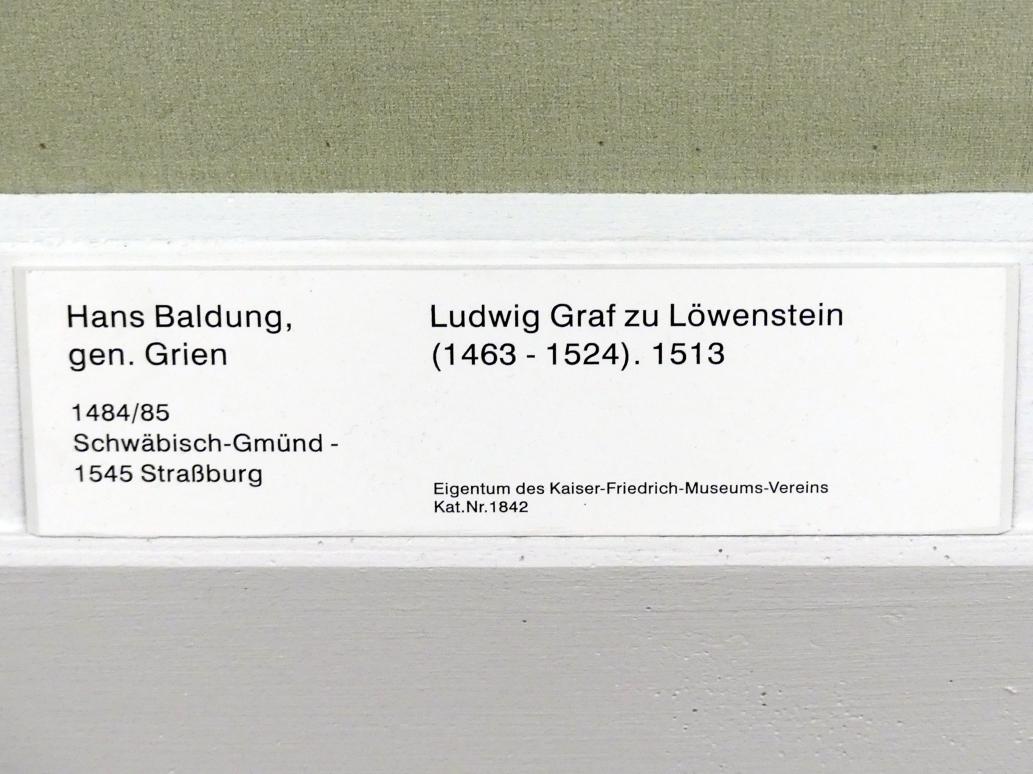 Hans Baldung,
gen. Grien
1484/85
Schwäbisch-Gmünd -
1545 Straßburg
Ludwig Graf zu Löwenstein
(1463 - 1524). 1513
Eigentum des Kaiser-Friedrich-Museums-Vereins
Kat.Nr.1842